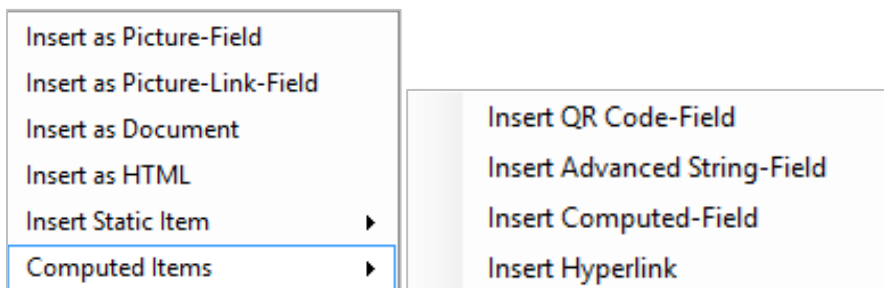 Insert as Picture-Field
Insert as Picture-Link-Field
Insert as Document
Insert as HTML
Insert Static Item
Computed Items
Insert QR Code-Field
Insert Advanced String-Field
Insert Computed-Field
Insert Hyperlink